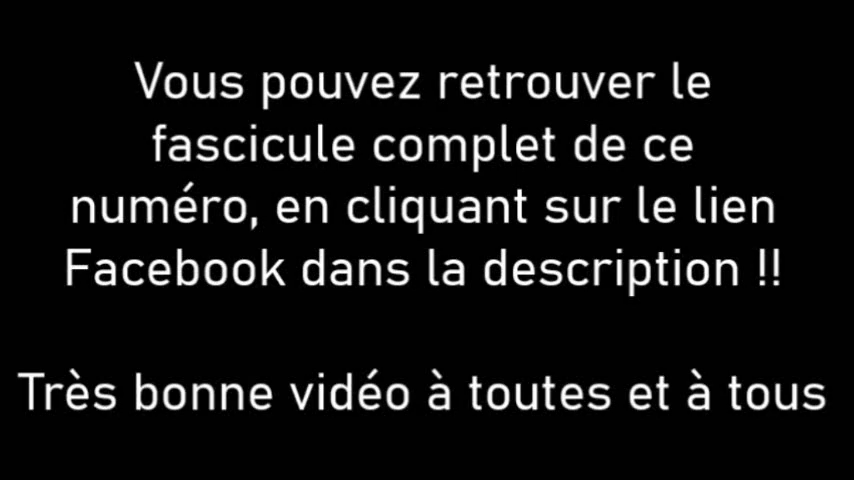 Vous pouvez retrouver le
fascicule complet de ce
numéro, en cliquant sur le lien
Facebook dans la description !!
Très bonne vidéo à toutes et à tous